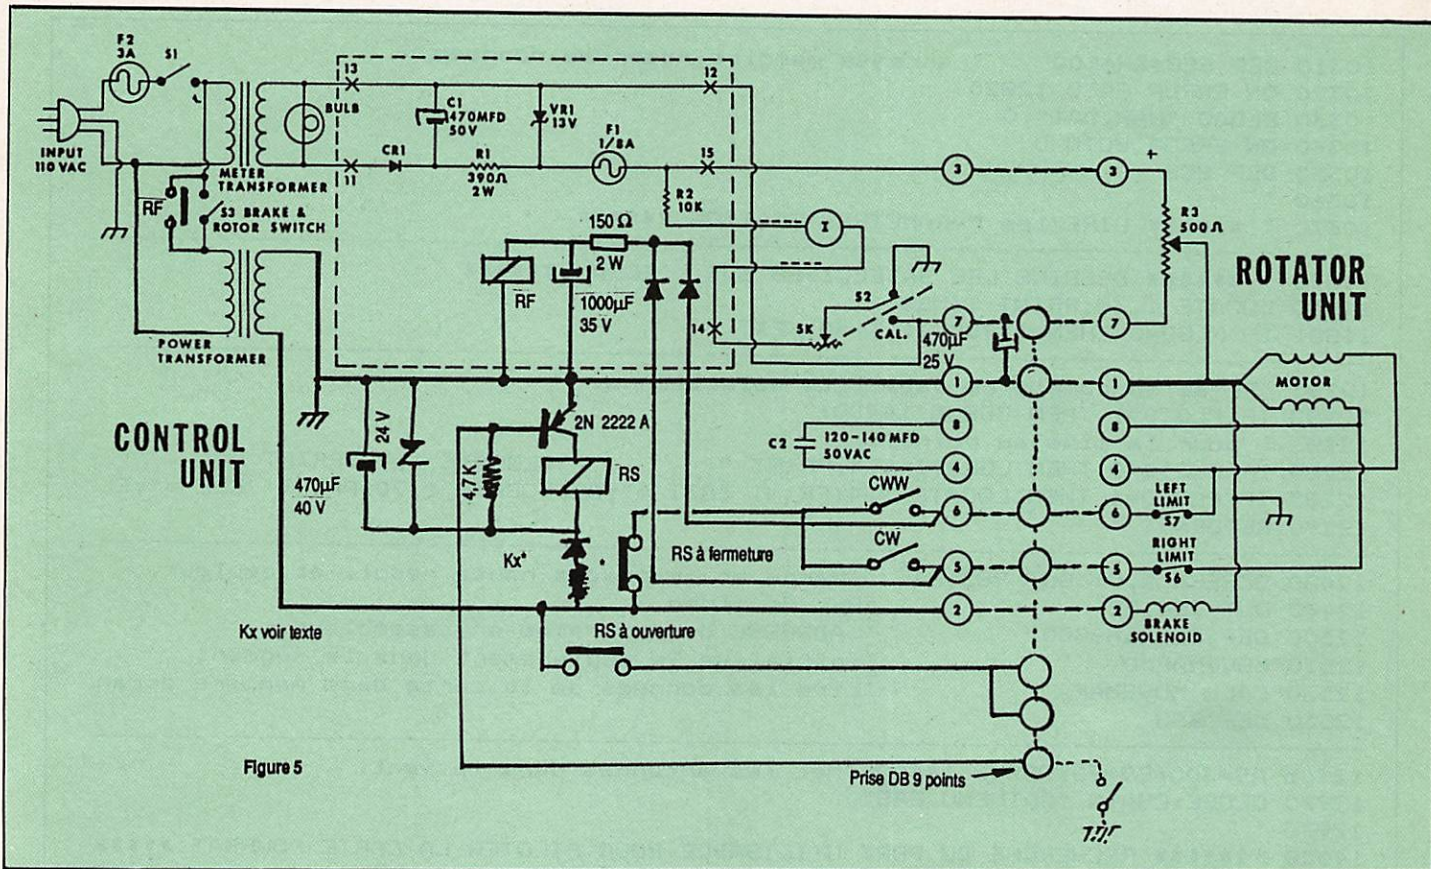 F2
3A
S1
INPUT
110 VAC
BULB
METER
TRANSFORMER
RF
S3 BRAKE &
ROTOR SWITCH
POWER
TRANSFORMER
13
C1
470MFD
50V
VR1
13V
12
F1
1/8A
CR1
11
R1
390Ω
2W
15
R2
10K
150 Ω
2 W
RF
1000µF
35 V
14
I
S2
5K
CAL.
470µF
25 V
3
3
+
R3
500Ω
ROTATOR
UNIT
7
7
1
1
MOTOR
CONTROL
UNIT
24 V
470µF
40 V
4,7 K
2N 2222 A
RS
C2
120-140 MFD
50VAC
8
8
4
4
CWW
6
6
LEFT
LIMIT
S7
Kx*
*
RS à fermeture
CW
5
5
RIGHT
LIMIT
S6
2
2
BRAKE
SOLENOID
Kx voir texte
RS à ouverture
Figure 5
Prise DB 9 points